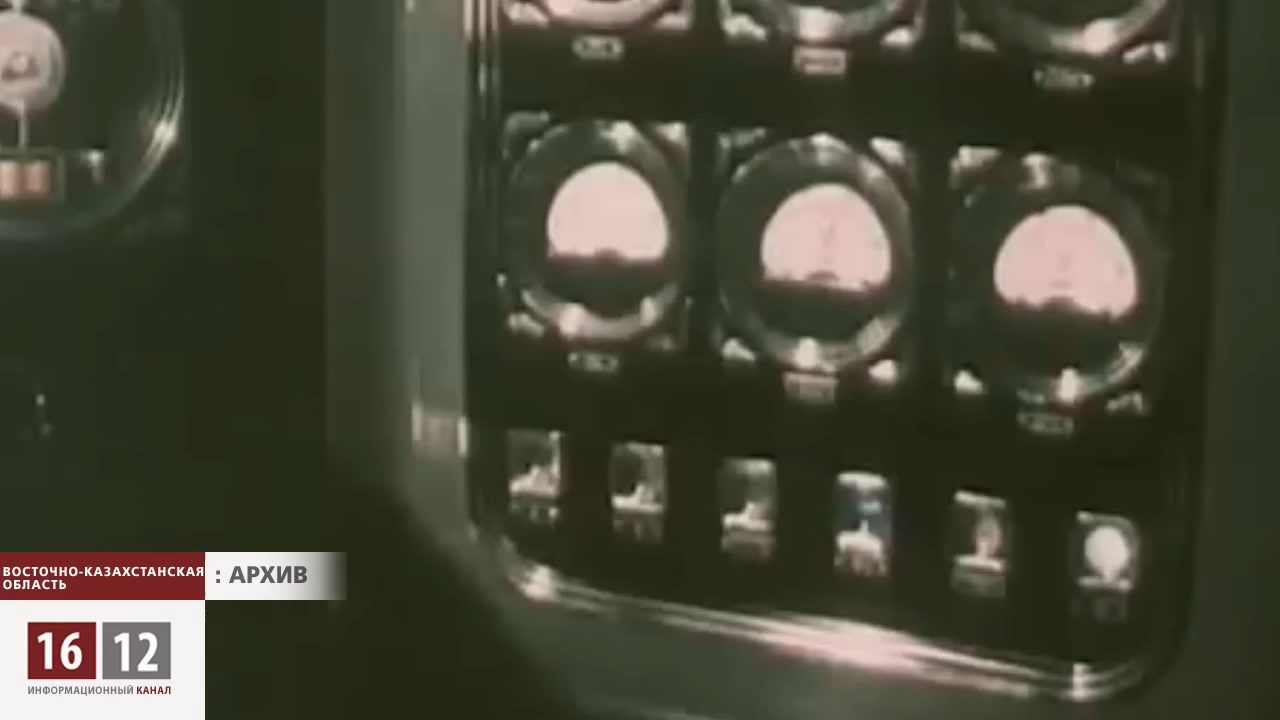 ВОСТОЧНО-КАЗАХСТАНСКАЯ
ОБЛАСТЬ
: АРХИВ
16 12
ИНФОРМАЦИОННЫЙ КАНАЛ